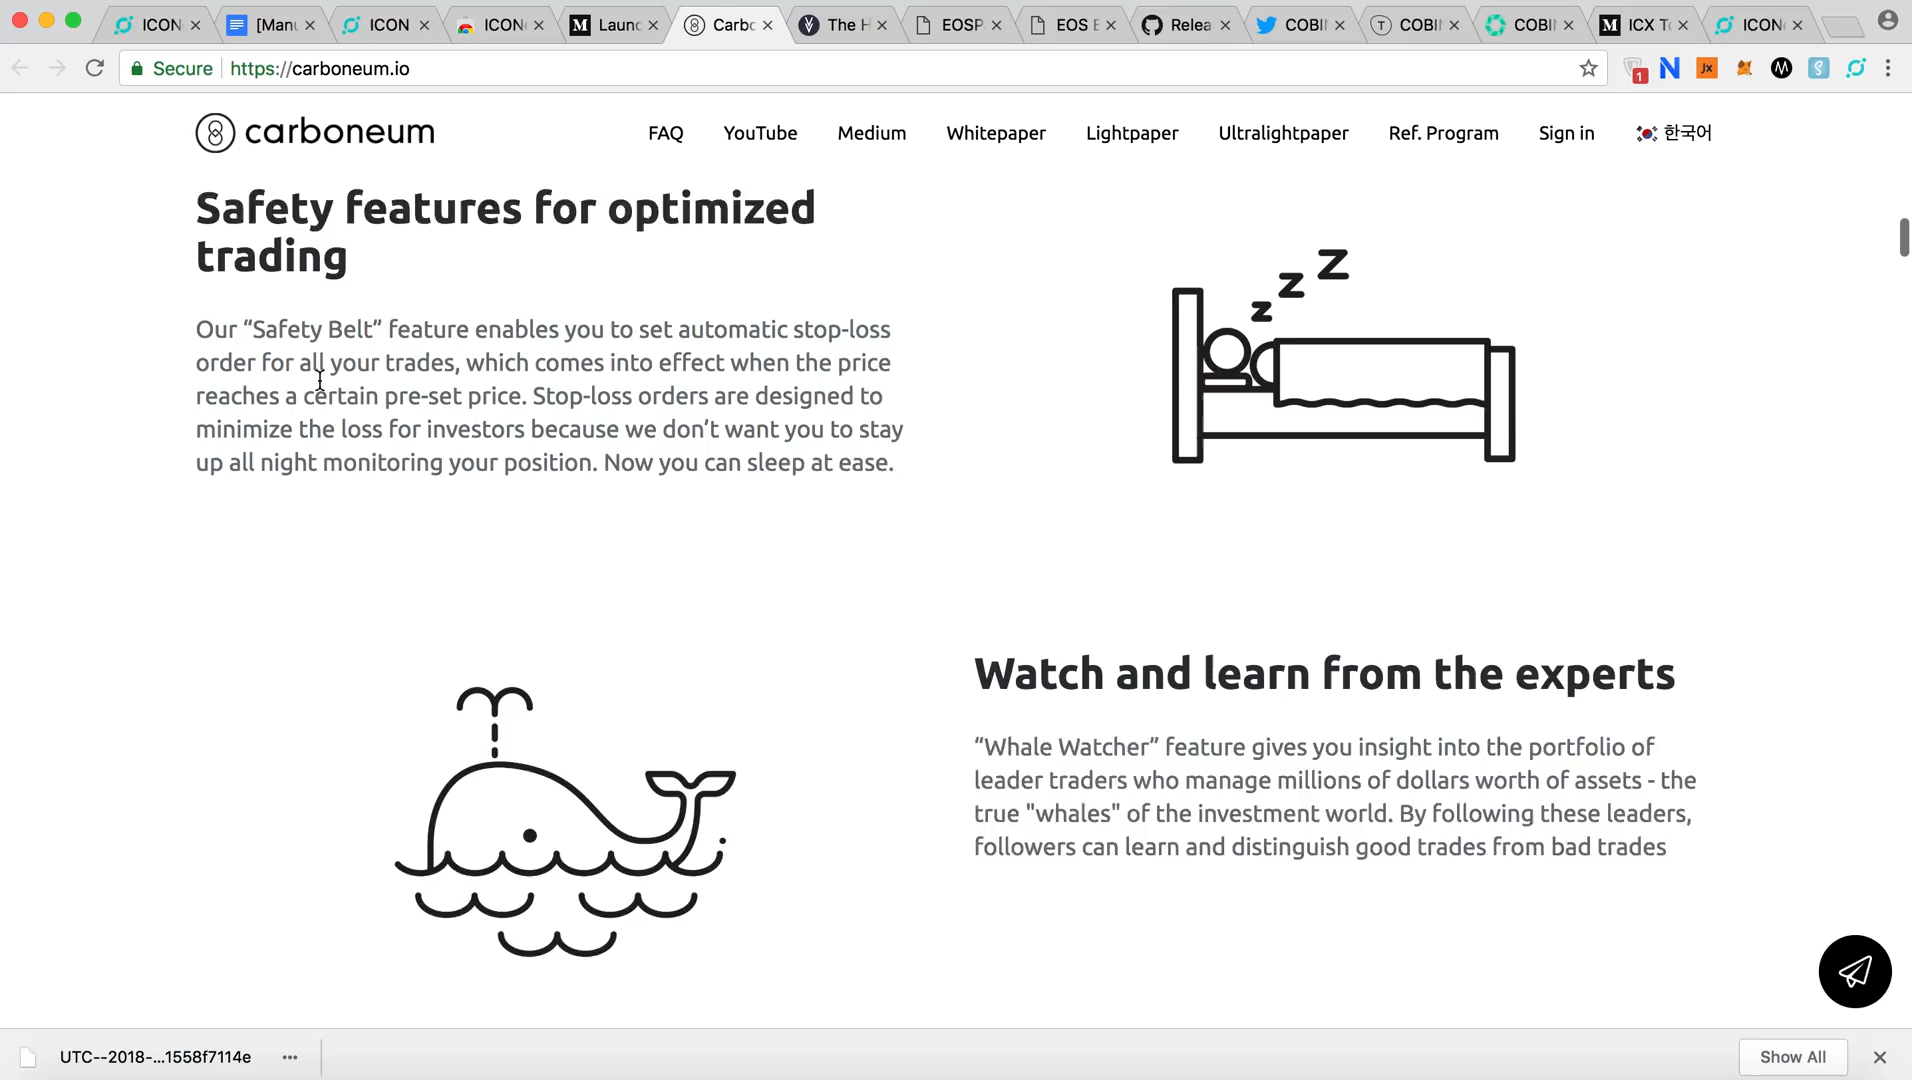 ICON
[Manu
ICON
ICON
Launc
Carbo
The H
EOSP
EOS E
Relea
COBIN
COBIN
COBIN
ICX To
ICON
Secure
https://carboneum.io
1
carboneum
FAQ
YouTube
Medium
Whitepaper
Lightpaper
Ultralightpaper
Ref. Program
Sign in
한국어
Safety features for optimized
trading
Our “Safety Belt” feature enables you to set automatic stop-loss
order for all your trades, which comes into effect when the price
reaches a certain pre-set price. Stop-loss orders are designed to
minimize the loss for investors because we don’t want you to stay
up all night monitoring your position. Now you can sleep at ease.
z z z
Watch and learn from the experts
“Whale Watcher” feature gives you insight into the portfolio of
leader traders who manage millions of dollars worth of assets - the
true "whales" of the investment world. By following these leaders,
followers can learn and distinguish good trades from bad trades
UTC--2018-...1558f7114e
Show All